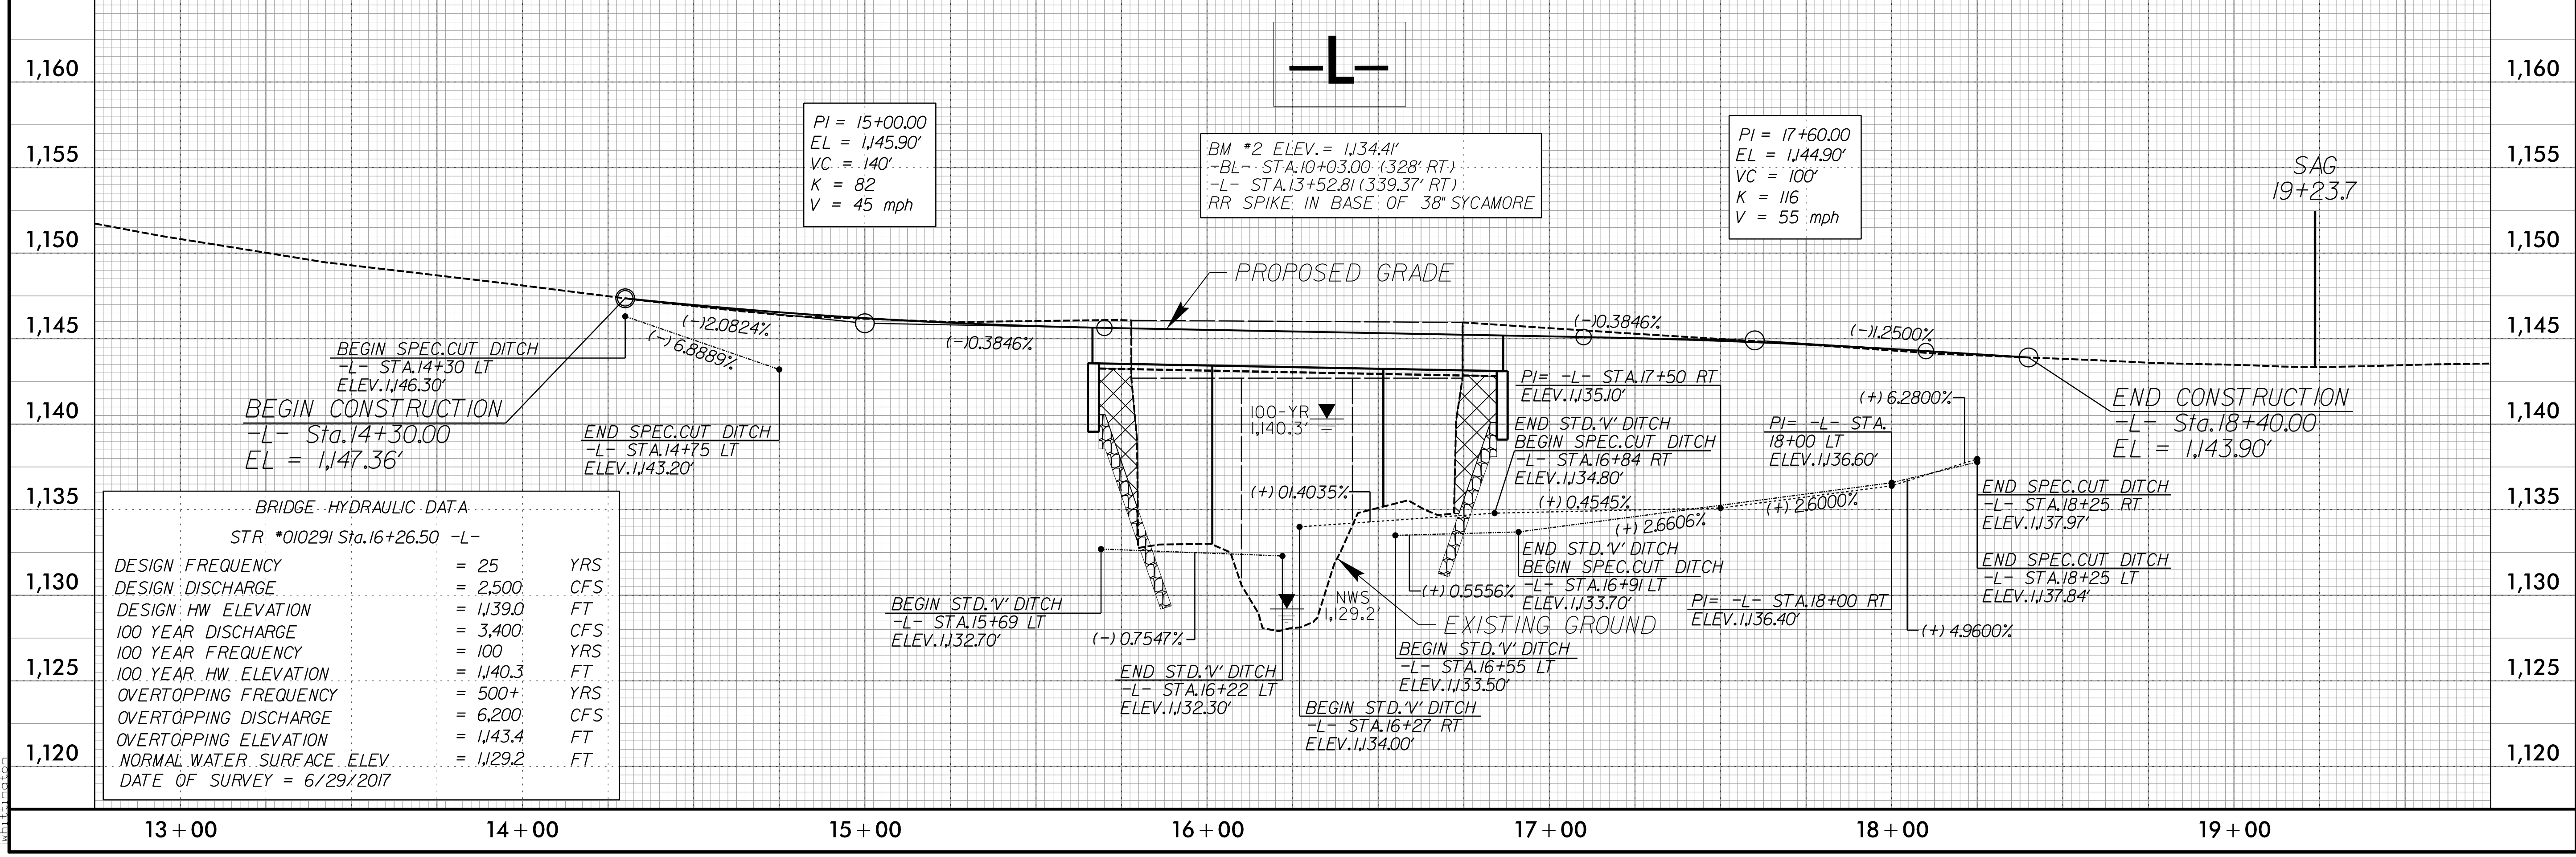 -L-
1,160
1,160
1,155
1,155
1,150
1,150
1,145
1,145
1,140
1,140
1,135
1,135
1,130
1,130
1,125
1,125
1,120
1,120
PI = 15+00.00
EL = 1,145.90'
VC = 140'
K = 82
V = 45 mph
BM #2 ELEV.= 1,134.41'
-BL- STA.10+03.00 (328' RT)
-L- STA.13+52.81 (339.37' RT)
RR SPIKE IN BASE OF 38" SYCAMORE
PI = 17+60.00
EL = 1,144.90'
VC = 100'
K = 116
V = 55 mph
SAG
19+23.7
PROPOSED GRADE
(-)2.0824%
(-)6.8889%
(-)0.3846%
(-)0.3846%
(-)1.2500%
BEGIN SPEC.CUT DITCH
-L- STA.14+30 LT
ELEV.1,146.30'
BEGIN CONSTRUCTION
-L- Sta.14+30.00
EL = 1,147.36'
END SPEC.CUT DITCH
-L- STA.14+75 LT
ELEV.1,143.20'
100-YR
1,140.3'
PI= -L- STA.17+50 RT
ELEV.1,135.10'
END STD.'V' DITCH
BEGIN SPEC.CUT DITCH
-L- STA.16+84 RT
ELEV.1,134.80'
PI= -L- STA.
18+00 LT
ELEV.1,136.60'
(+) 6.2800%
END CONSTRUCTION
-L- Sta.18+40.00
EL = 1,143.90'
(+) 01.4035%
(+) 0.4545%
(+) 2.6606%
(+) 2.6000%
END SPEC.CUT DITCH
-L- STA.18+25 RT
ELEV.1,137.97'
END SPEC.CUT DITCH
-L- STA.18+25 LT
ELEV.1,137.84'
END STD.'V' DITCH
BEGIN SPEC.CUT DITCH
-L- STA.16+91 LT
ELEV.1,133.70'
(+) 0.5556%
PI= -L- STA.18+00 RT
ELEV.1,136.40'
(+) 4.9600%
NWS
1,129.2'
EXISTING GROUND
BEGIN STD.'V' DITCH
-L- STA.15+69 LT
ELEV.1,132.70'
(-) 0.7547%
END STD.'V' DITCH
-L- STA.16+22 LT
ELEV.1,132.30'
BEGIN STD.'V' DITCH
-L- STA.16+55 LT
ELEV.1,133.50'
BEGIN STD.'V' DITCH
-L- STA.16+27 RT
ELEV.1,134.00'
BRIDGE HYDRAULIC DATA
STR #010291 Sta.16+26.50 -L-
DESIGN FREQUENCY = 25 YRS
DESIGN DISCHARGE = 2,500 CFS
DESIGN HW ELEVATION = 1,139.0 FT
100 YEAR DISCHARGE = 3,400 CFS
100 YEAR FREQUENCY = 100 YRS
100 YEAR HW ELEVATION = 1,140.3 FT
OVERTOPPING FREQUENCY = 500+ YRS
OVERTOPPING DISCHARGE = 6,200 CFS
OVERTOPPING ELEVATION = 1,143.4 FT
NORMAL WATER SURFACE ELEV = 1,129.2 FT
DATE OF SURVEY = 6/29/2017
13+00
14+00
15+00
16+00
17+00
18+00
19+00